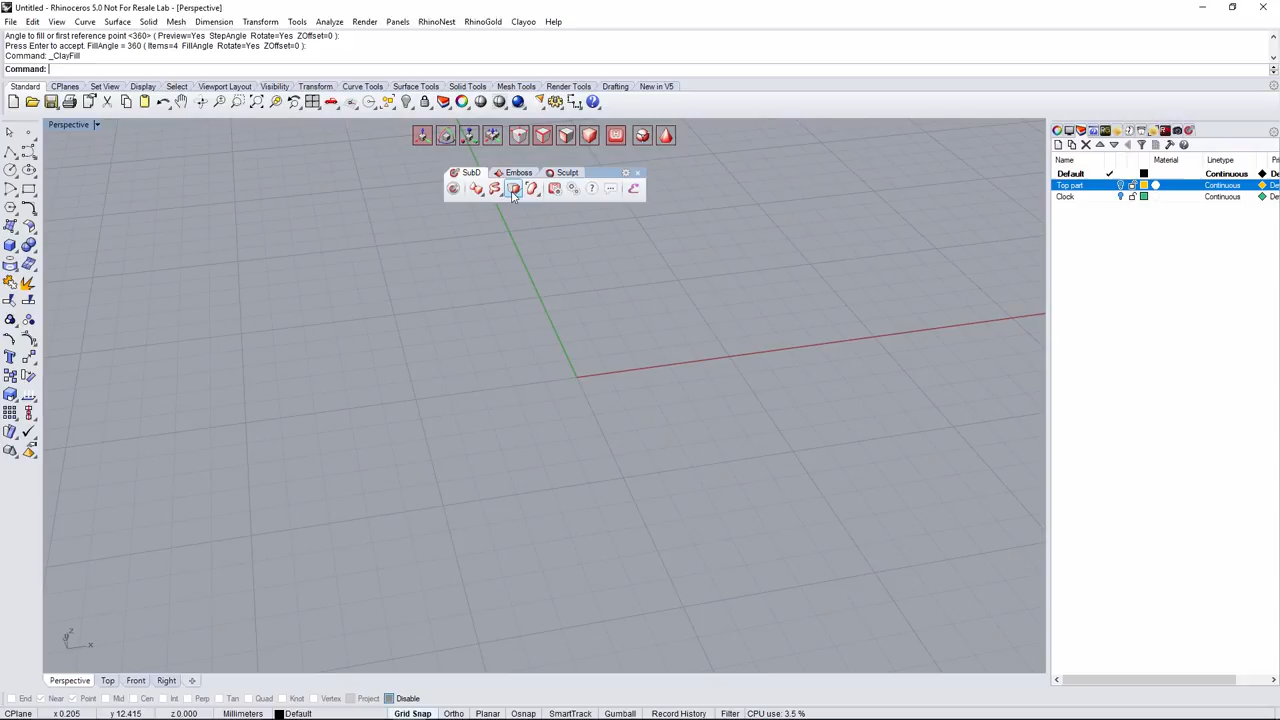 Untitled - Rhinoceros 5.0 Not For Resale Lab - [Perspective]
File Edit View Curve Surface Solid Mesh Dimension Transform Tools Analyze Render Panels RhinoNest RhinoGold Clayoo Help
Angle to fill or first reference point <360> ( Preview=Yes StepAngle Rotate=Yes ZOffset=0 ):
Press Enter to accept. FillAngle = 360 ( Items=4 FillAngle Rotate=Yes ZOffset=0 ):
Command: _ClayFill
Command:
Standard CPlanes Set View Display Select Viewport Layout Visibility Transform Curve Tools Surface Tools Solid Tools Mesh Tools Render Tools Drafting New in V5
Perspective
SubD Emboss Sculpt
Name Material Linetype Pri
Default Continuous De
Top part Continuous De
Clock Continuous De
z
y
x
Perspective Top Front Right
End Near Point Mid Cen Int Perp Tan Quad Knot Vertex Project Disable
CPlane x 0.205 y 12.415 z 0.000 Millimeters Default Grid Snap Ortho Planar Osnap SmartTrack Gumball Record History Filter CPU use: 3.5 %